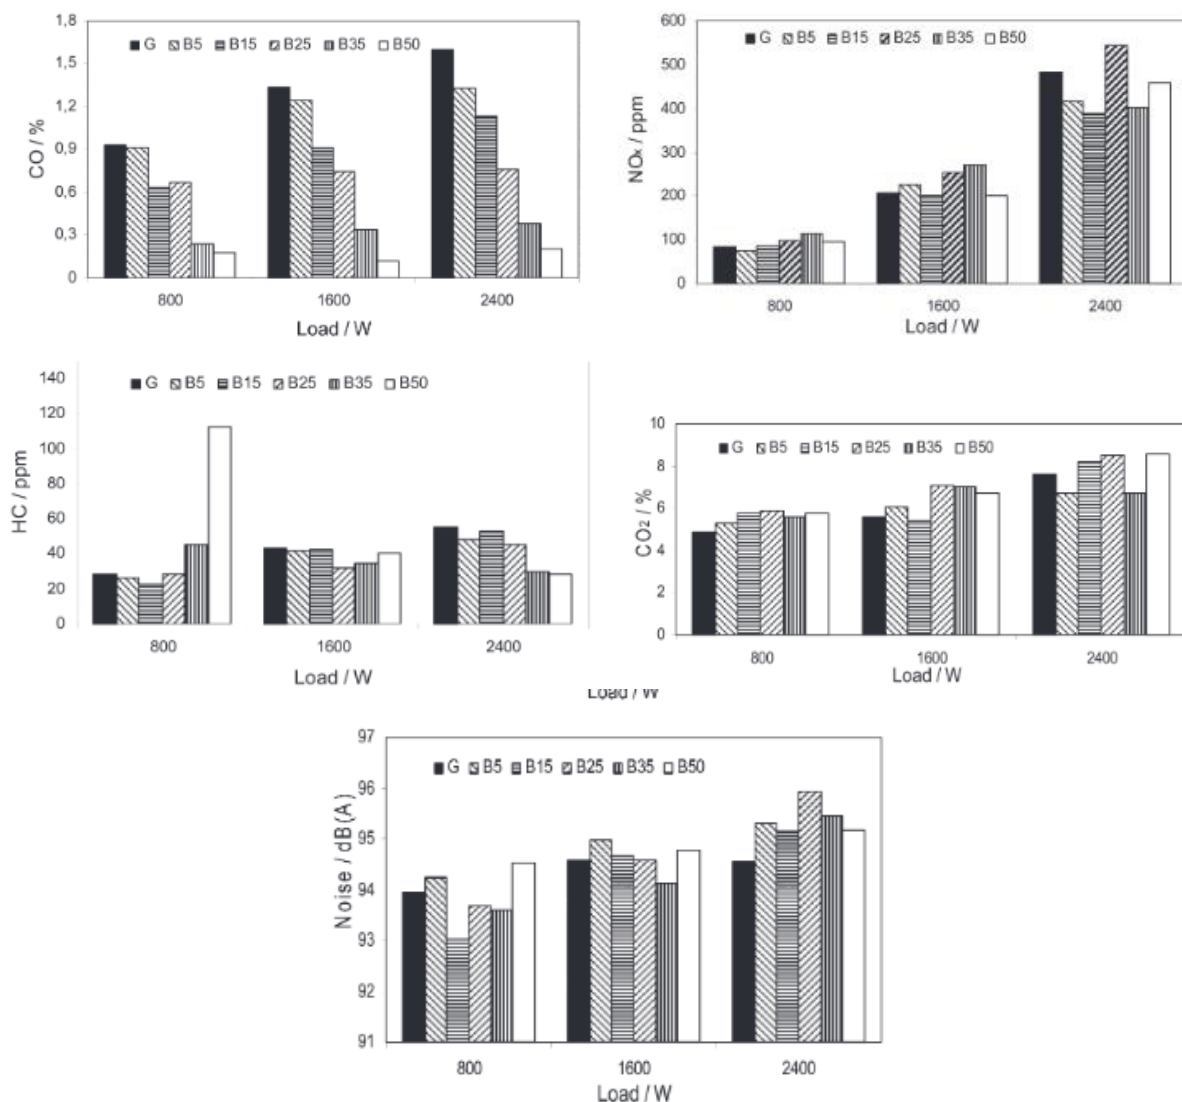 1,8
G B5 B15 B25 B35 B50
1,5
1,2
0,9
0,6
0,3
0
CO / %
800 1600 2400
Load / W
600
G B5 B15 B25 B35 B50
500
400
300
200
100
0
NOx / ppm
800 1600 2400
Load / W
140
G B5 B15 B25 B35 B50
120
100
80
60
40
20
0
HC / ppm
800 1600 2400
Load / W
10
G B5 B15 B25 B35 B50
8
6
4
2
0
CO2 / %
800 1600 2400
Load / W
Load / W
97
G B5 B15 B25 B35 B50
96
95
94
93
92
91
Noise / dB(A)
800 1600 2400
Load / W